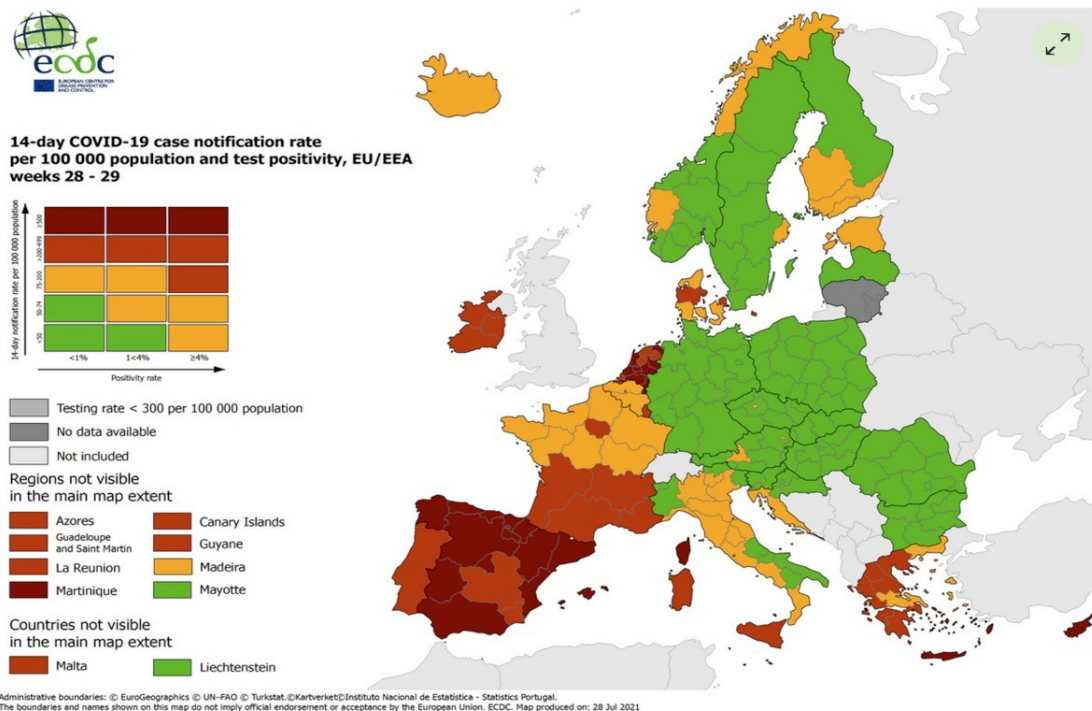 ecdc
EUROPEAN CENTRE FOR
DISEASE PREVENTION
AND CONTROL
14-day COVID-19 case notification rate
per 100 000 population and test positivity, EU/EEA
weeks 28 - 29
14-day notification rate per 100 000 population
≥500
>200-499
75-200
50-74
<50
<1%
1<4%
≥4%
Positivity rate
Testing rate < 300 per 100 000 population
No data available
Not included
Regions not visible
in the main map extent
Azores
Guadeloupe
and Saint Martin
La Reunion
Martinique
Canary Islands
Guyane
Madeira
Mayotte
Countries not visible
in the main map extent
Malta
Liechtenstein
Administrative boundaries: © EuroGeographics © UN–FAO © Turkstat.©Kartverket©Instituto Nacional de Estatística - Statistics Portugal.
The boundaries and names shown on this map do not imply official endorsement or acceptance by the European Union. ECDC. Map produced on: 28 Jul 2021